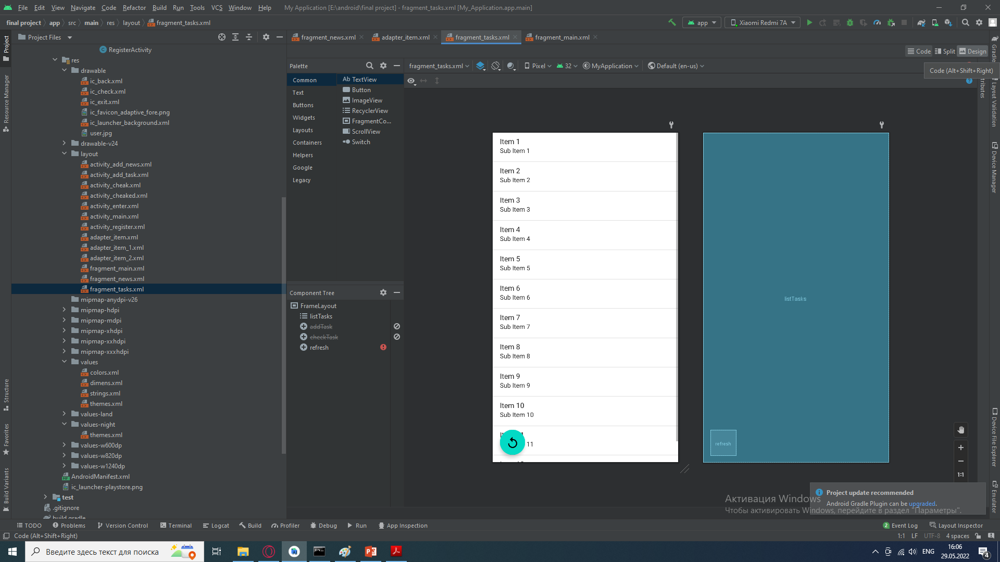 File Edit View Navigate Code Refactor Build Run Tools VCS Window Help My Application [E:\android\final project] - fragment_tasks.xml [My_Application.app.main]
final project app src main res layout fragment_tasks.xml app Xiaomi Redmi 7A
Project Files
fragment_news.xml adapter_item.xml fragment_tasks.xml fragment_main.xml
Code Split Design
Code (Alt+Shift+Right)
Project
Resource Manager
Structure
Favorites
Build Variants
RegisterActivity
res
drawable
ic_back.xml
ic_check.xml
ic_exit.xml
ic_favicon_adaptive_fore.png
ic_launcher_background.xml
user.jpg
drawable-v24
layout
activity_add_news.xml
activity_add_task.xml
activity_cheak.xml
activity_cheaked.xml
activity_enter.xml
activity_main.xml
activity_register.xml
adapter_item.xml
adapter_item_1.xml
adapter_item_2.xml
fragment_main.xml
fragment_news.xml
fragment_tasks.xml
mipmap-anydpi-v26
mipmap-hdpi
mipmap-mdpi
mipmap-xhdpi
mipmap-xxhdpi
mipmap-xxxhdpi
values
colors.xml
dimens.xml
strings.xml
themes.xml
values-land
values-night
themes.xml
values-w600dp
values-w820dp
values-w1240dp
AndroidManifest.xml
ic_launcher-playstore.png
test
.gitignore
build.gradle
Palette
Common
Text
Buttons
Widgets
Layouts
Containers
Helpers
Google
Legacy
Ab TextView
Button
ImageView
RecyclerView
FragmentCo...
ScrollView
Switch
Component Tree
FrameLayout
listTasks
addTask
checkTask
refresh
fragment_tasks.xml Pixel 32 MyApplication Default (en-us)
Item 1
Sub Item 1
Item 2
Sub Item 2
Item 3
Sub Item 3
Item 4
Sub Item 4
Item 5
Sub Item 5
Item 6
Sub Item 6
Item 7
Sub Item 7
Item 8
Sub Item 8
Item 9
Sub Item 9
Item 10
Sub Item 10
11
listTasks
refresh
1:1
Gradle
Layout Validation
Device Manager
Device File Explorer
Emulator
Активация Windows
Чтобы активировать Windows, перейдите в раздел "Параметры".
Project update recommended
Android Gradle Plugin can be upgraded.
TODO Problems Version Control Terminal Logcat Build Profiler Debug Run App Inspection 2 Event Log Layout Inspector
Code (Alt+Shift+Right) 1:1 LF UTF-8 4 spaces
Введите здесь текст для поиска
ENG
16:06
29.05.2022
4